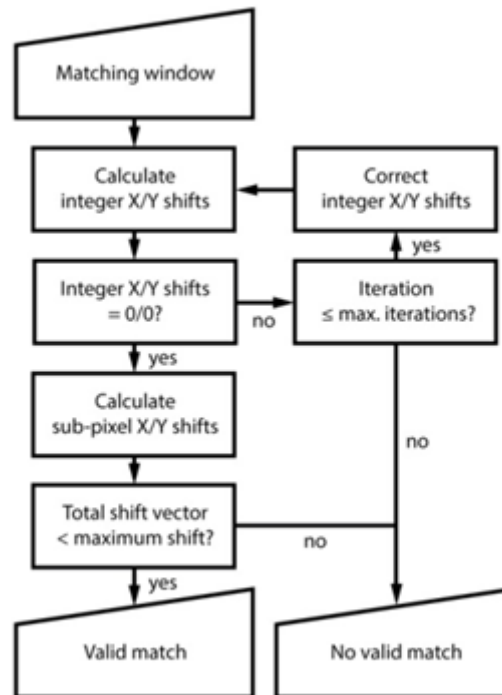 Matching window
Calculate
integer X/Y shifts
Correct
integer X/Y shifts
yes
Integer X/Y shifts
= 0/0?
no
Iteration
≤ max. iterations?
yes
Calculate
sub-pixel X/Y shifts
no
Total shift vector
< maximum shift?
no
yes
Valid match
No valid match